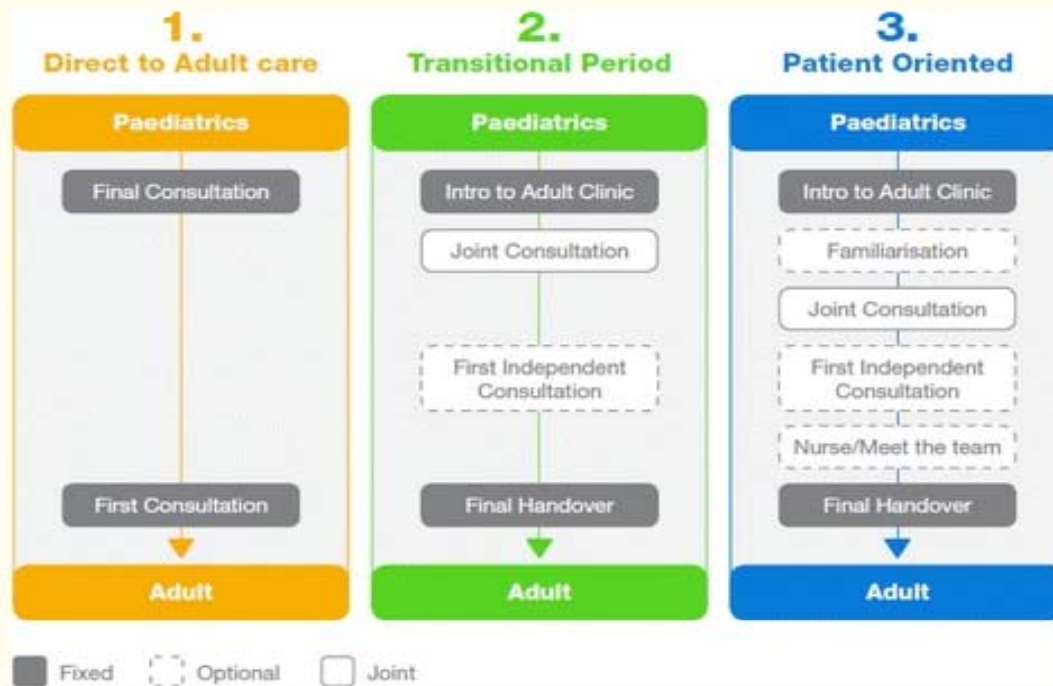 1.
Direct to Adult care
Paediatrics
Final Consultation
First Consultation
Adult
2.
Transitional Period
Paediatrics
Intro to Adult Clinic
Joint Consultation
First Independent
Consultation
Final Handover
Adult
3.
Patient Oriented
Paediatrics
Intro to Adult Clinic
Familiarisation
Joint Consultation
First Independent
Consultation
Nurse/Meet the team
Final Handover
Adult
Fixed
Optional
Joint